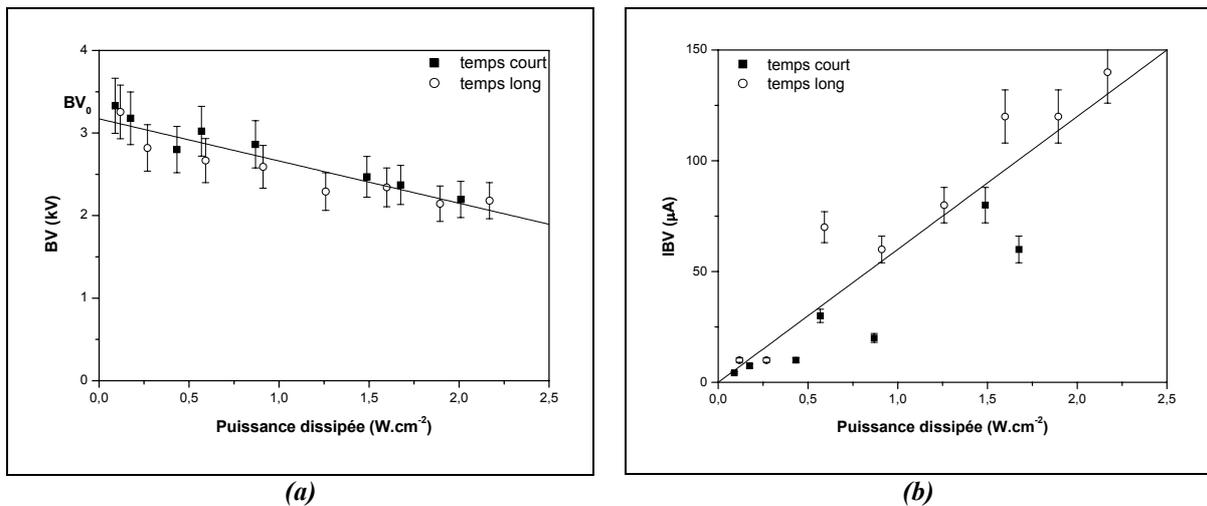 4
3
2
1
0
BV₀
BV (kV)
temps court
temps long
0,0
0,5
1,0
1,5
2,0
2,5
Puissance dissipée (W.cm⁻²)
(a)
150
100
50
0
IBV (µA)
temps court
temps long
0,0
0,5
1,0
1,5
2,0
2,5
Puissance dissipée (W.cm⁻²)
(b)